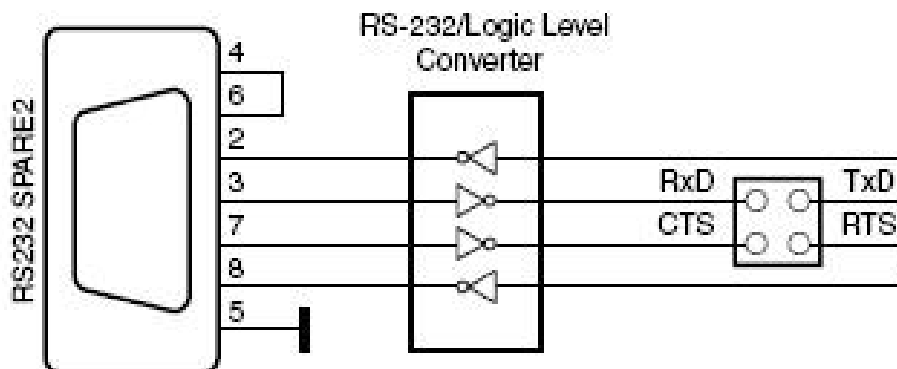 RS-232/Logic Level
Converter
RS232 SPARE2
4
6
2
3
7
8
5
RxD
TxD
CTS
RTS